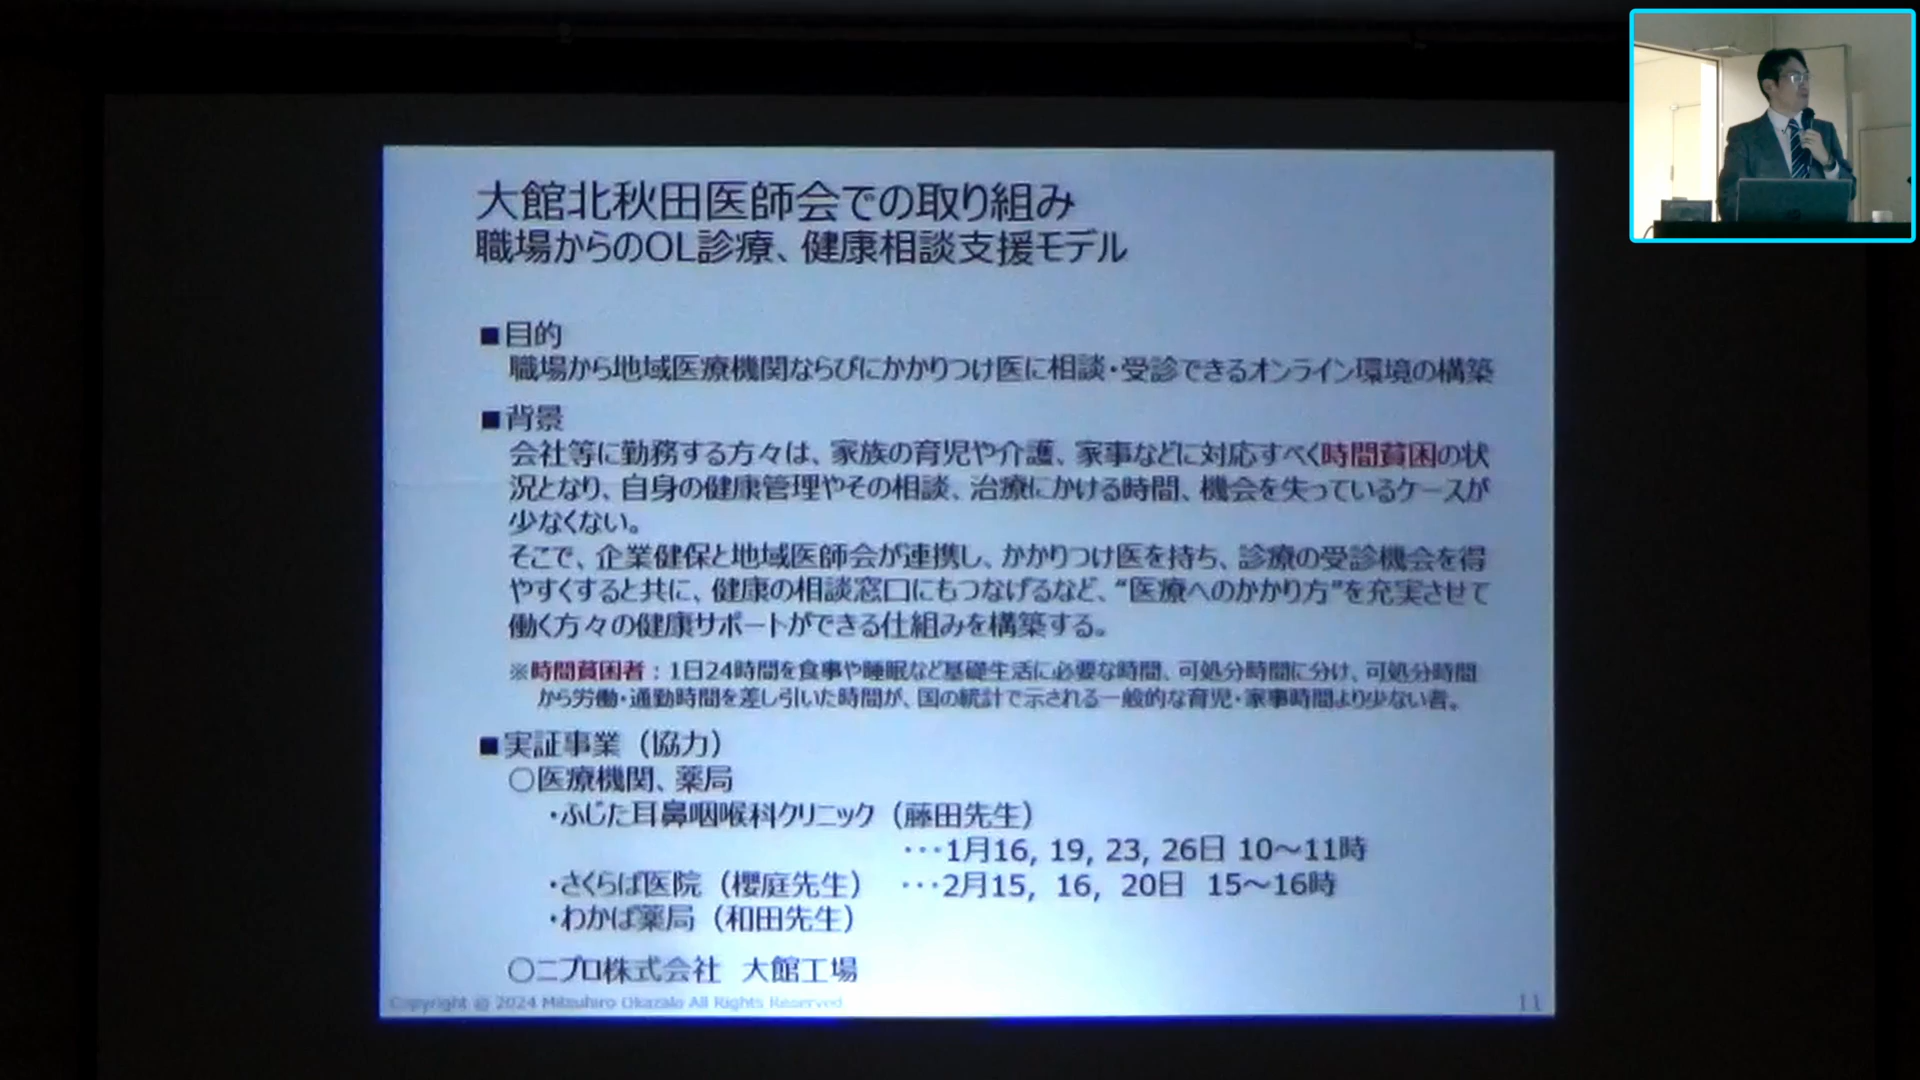 大館北秋田医師会での取り組み
職場からのOL診療、健康相談支援モデル
■目的
職場から地域医療機関ならびにかかりつけ医に相談・受診できるオンライン環境の構築
■背景
会社等に勤務する方々は、家族の育児や介護、家事などに対応すべく時間貧困の状
況となり、自身の健康管理やその相談、治療にかける時間、機会を失っているケースが
少なくない。
そこで、企業健保と地域医師会が連携し、かかりつけ医を持ち、診療の受診機会を得
やすくすると共に、健康の相談窓口にもつなげるなど、“医療へのかかり方”を充実させて
働く方々の健康サポートができる仕組みを構築する。
※時間貧困者：1日24時間を食事や睡眠など基礎生活に必要な時間、可処分時間に分け、可処分時間
から労働・通勤時間を差し引いた時間が、国の統計で示される一般的な育児・家事時間より少ない者。
■実証事業（協力）
○医療機関、薬局
・ふじた耳鼻咽喉科クリニック（藤田先生）
･･･1月16, 19, 23, 26日 10～11時
・さくらば医院（櫻庭先生） ･･･2月15, 16, 20日 15～16時
・わかば薬局（和田先生）
○ニプロ株式会社 大館工場
Copyright © 2024 Mitsuhiro Okazaki All Rights Reserved
11